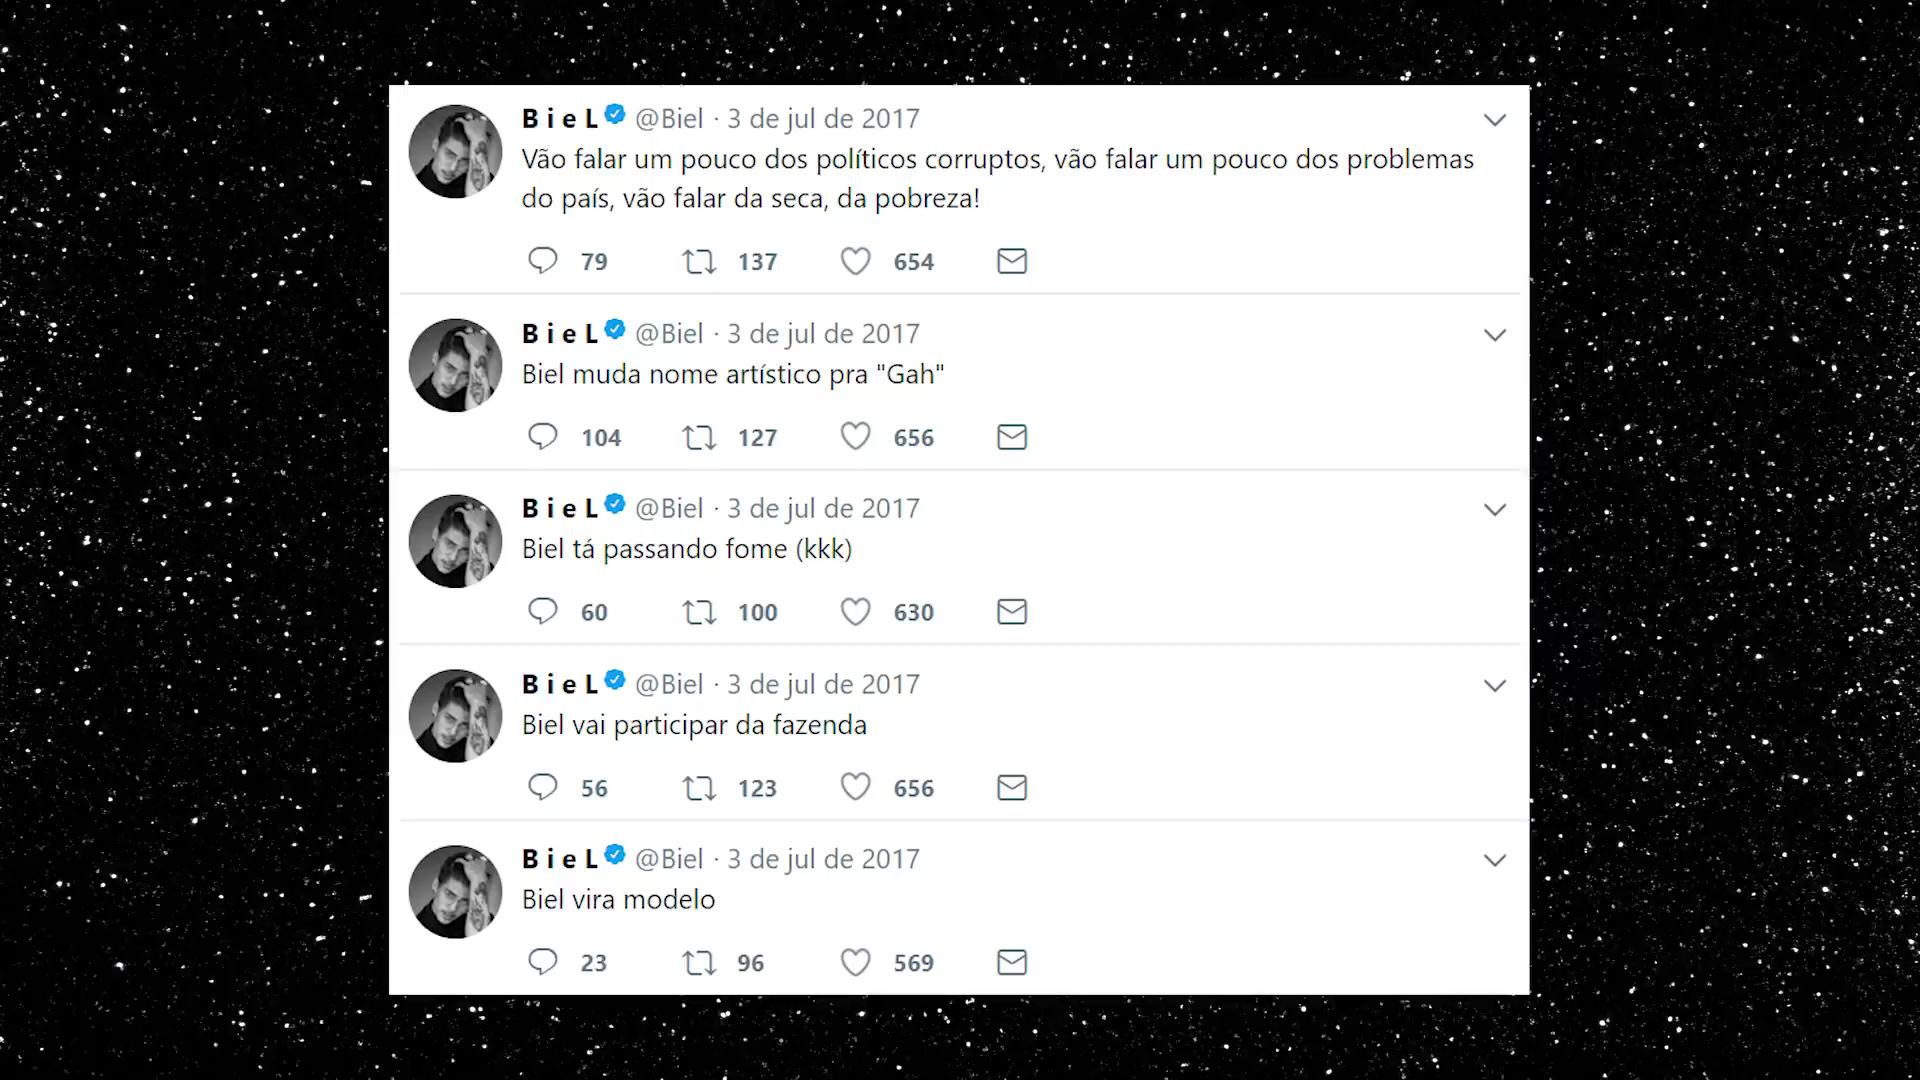 B i e L @Biel · 3 de jul de 2017
Vão falar um pouco dos políticos corruptos, vão falar um pouco dos problemas
do país, vão falar da seca, da pobreza!
79 137 654
B i e L @Biel · 3 de jul de 2017
Biel muda nome artístico pra "Gah"
104 127 656
B i e L @Biel · 3 de jul de 2017
Biel tá passando fome (kkk)
60 100 630
B i e L @Biel · 3 de jul de 2017
Biel vai participar da fazenda
56 123 656
B i e L @Biel · 3 de jul de 2017
Biel vira modelo
23 96 569